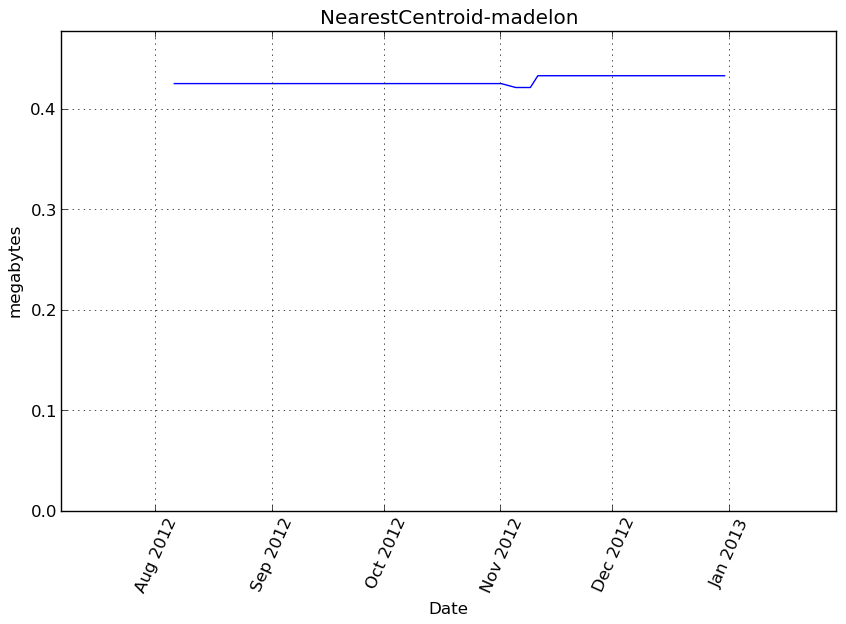 NearestCentroid-madelon
megabytes
0.4
0.3
0.2
0.1
0.0
Aug 2012
Sep 2012
Oct 2012
Nov 2012
Dec 2012
Jan 2013
Date